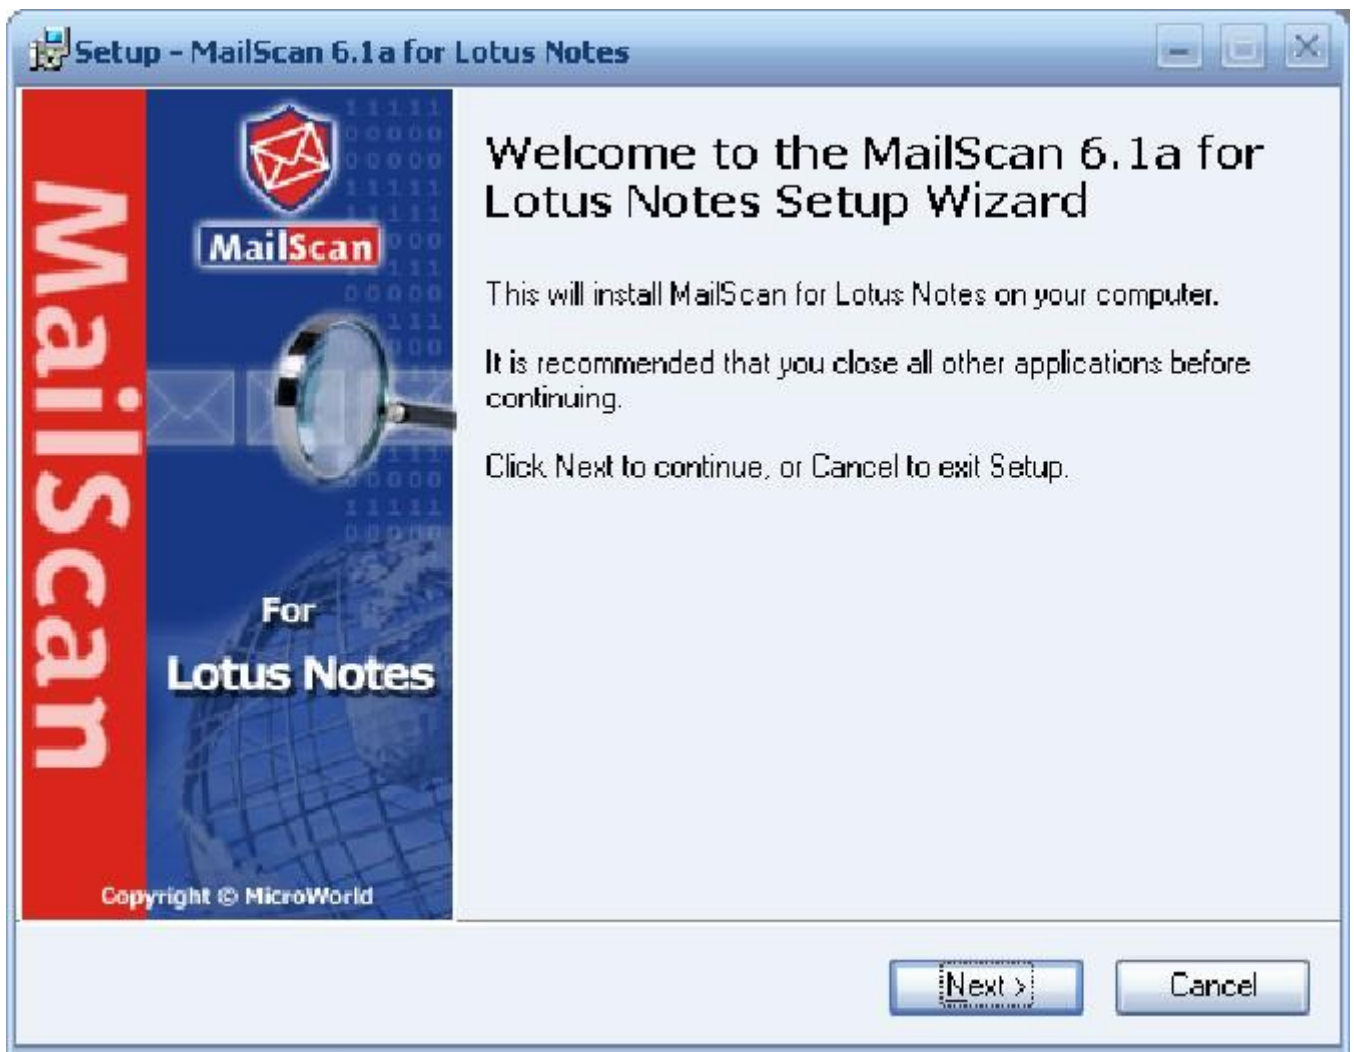 Setup - MailScan 6.1a for Lotus Notes
MailScan
MailScan
For
Lotus Notes
Copyright © MicroWorld
Welcome to the MailScan 6.1a for
Lotus Notes Setup Wizard
This will install MailScan for Lotus Notes on your computer.
It is recommended that you close all other applications before
continuing.
Click Next to continue, or Cancel to exit Setup.
Next >
Cancel